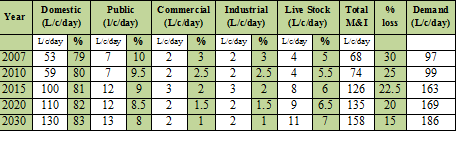 Year Domestic (L/c/day) Public (l/c/day) Commercial (L/c/day) Industrial (L/c/day) Live Stock (L/c/day) Total M&I % loss Demand (L/c/day)
L/c/day % L/c/day % L/c/day % L/c/day % L/c/day % L/c/day L/c/day
2007 53 79 7 10 2 3 2 3 4 5 68 30 97
2010 59 80 7 9.5 2 2.5 2 2.5 4 5.5 74 25 99
2015 100 81 12 9 3 2 3 2 8 6 126 22.5 163
2020 110 82 12 8.5 2 1.5 2 1.5 9 6.5 135 20 169
2030 130 83 13 8 2 1 2 1 11 7 158 15 186